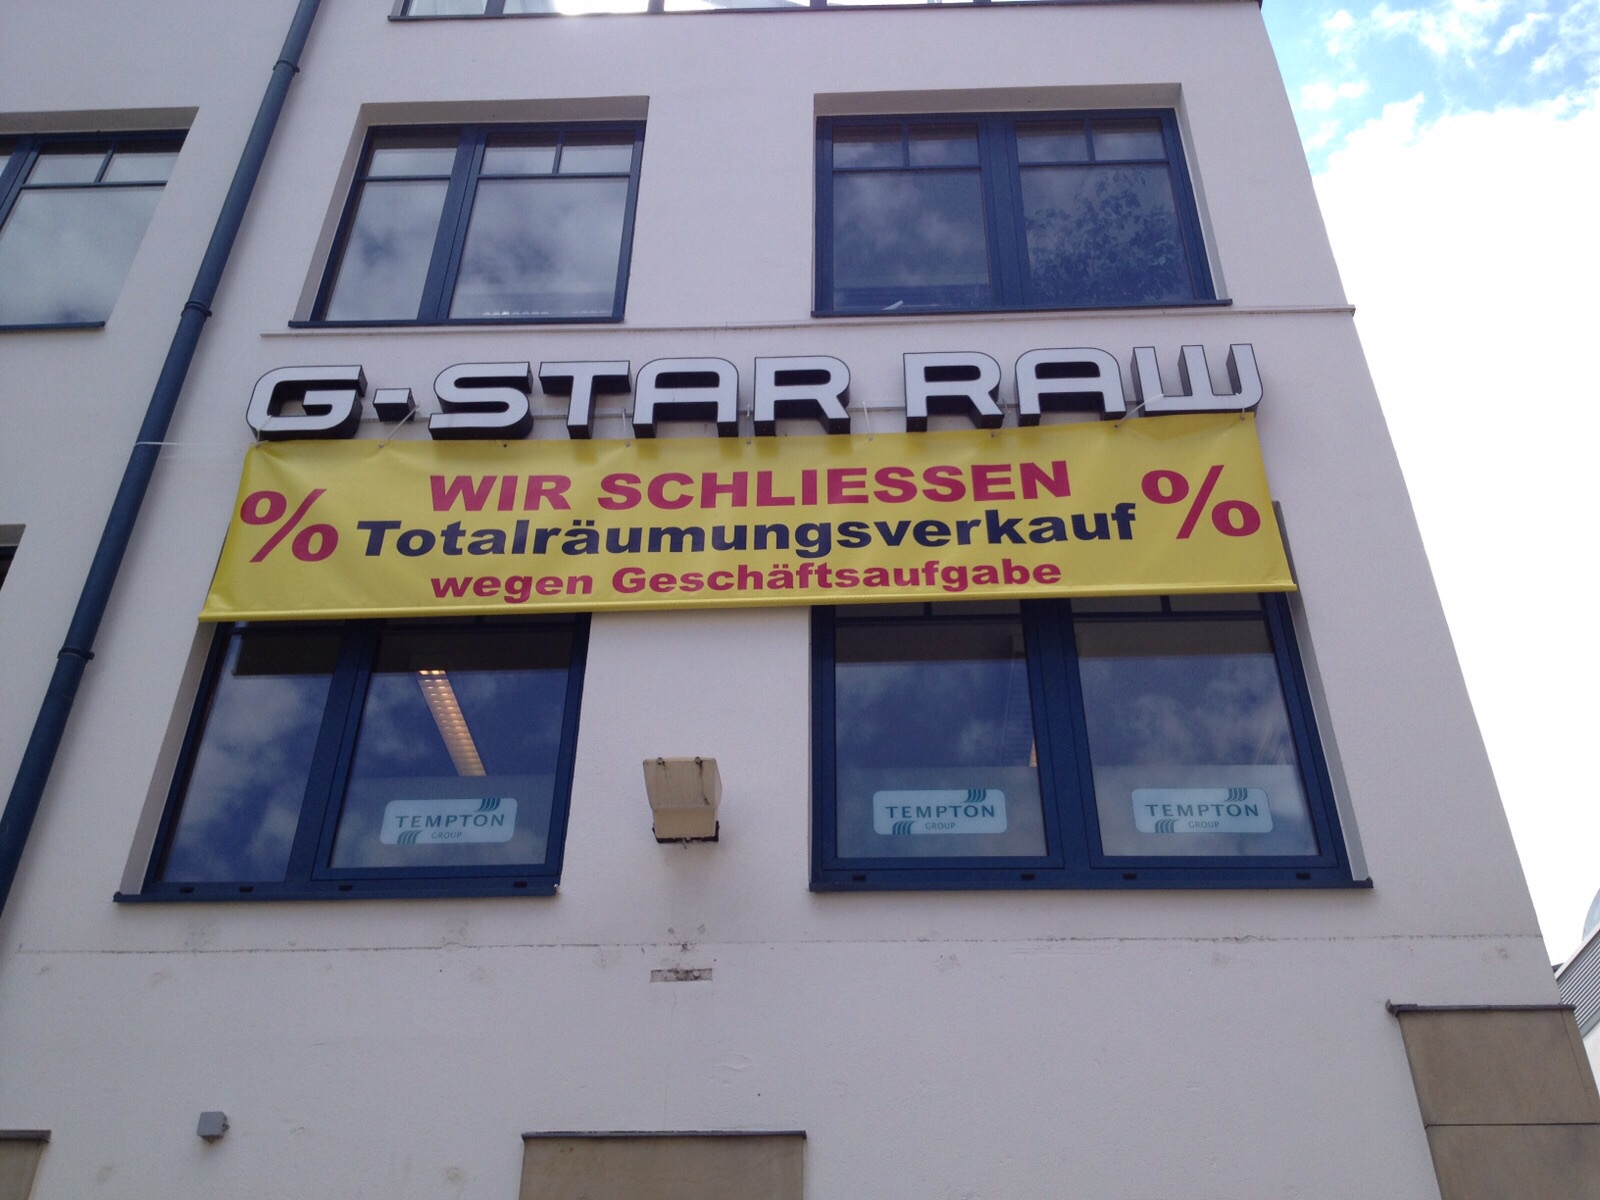 G-STAR RAW
% WIR SCHLIESSEN %
Totalräumungsverkauf
wegen Geschäftsaufgabe
TEMPTON
GROUP
TEMPTON
GROUP
TEMPTON
GROUP